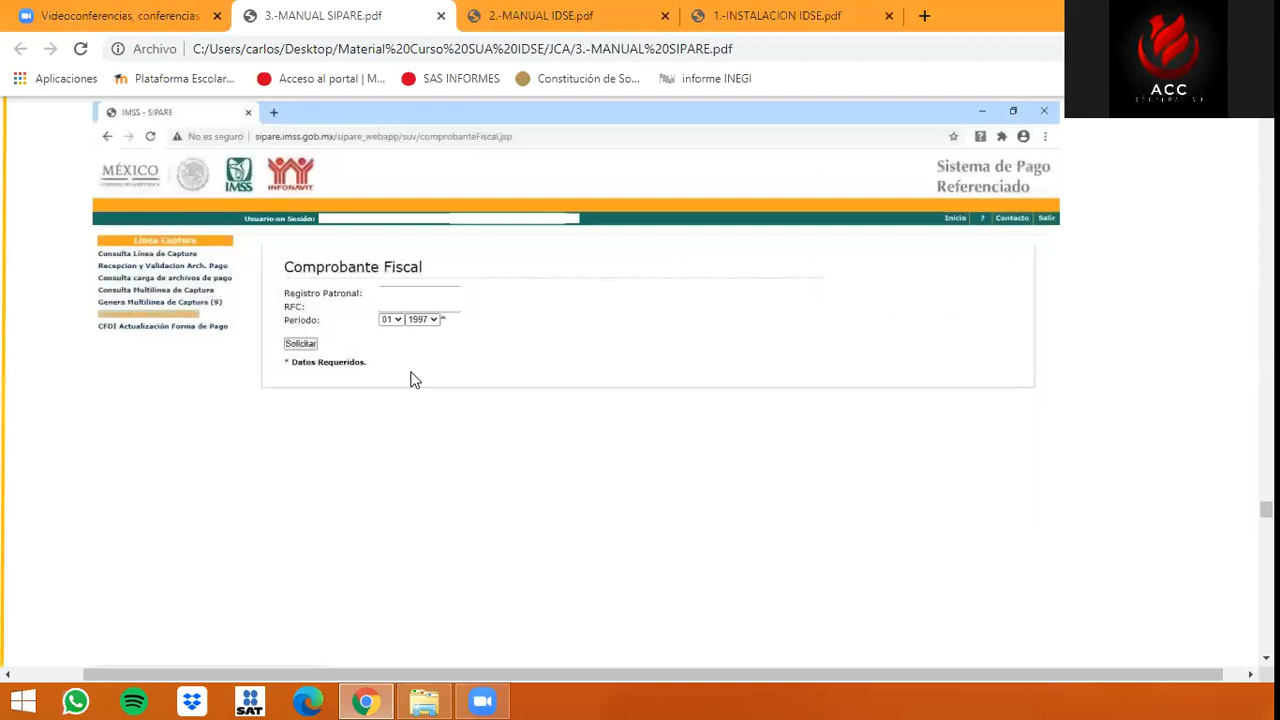 Videoconferencias, conferencias
3.-MANUAL SIPARE.pdf
2.-MANUAL IDSE.pdf
1.-INSTALACION IDSE.pdf
Archivo
C:/Users/carlos/Desktop/Material%20Curso%20SUA%20IDSE/JCA/3.-MANUAL%20SIPARE.pdf
Aplicaciones
Plataforma Escolar...
Acceso al portal | M...
SAS INFORMES
Constitución de So...
informe INEGI
ACC
IMSS - SIPARE
No es seguro
sipare.imss.gob.mx/sipare_webapp/suv/comprobanteFiscal.jsp
MÉXICO
IMSS
INFONAVIT
Sistema de Pago
Referenciado
Usuario en Sesión:
Inicio
?
Contacto
Salir
Línea Captura
Consulta Línea de Captura
Recepcion y Validacion Arch. Pago
Consulta carga de archivos de pago
Consulta Multilinea de Captura
Genera Multilinea de Captura (9)
CFDI Actualización Forma de Pago
Comprobante Fiscal
Registro Patronal:
RFC:
Periodo:
01
1997
*
Solicitar
* Datos Requeridos.
SAT